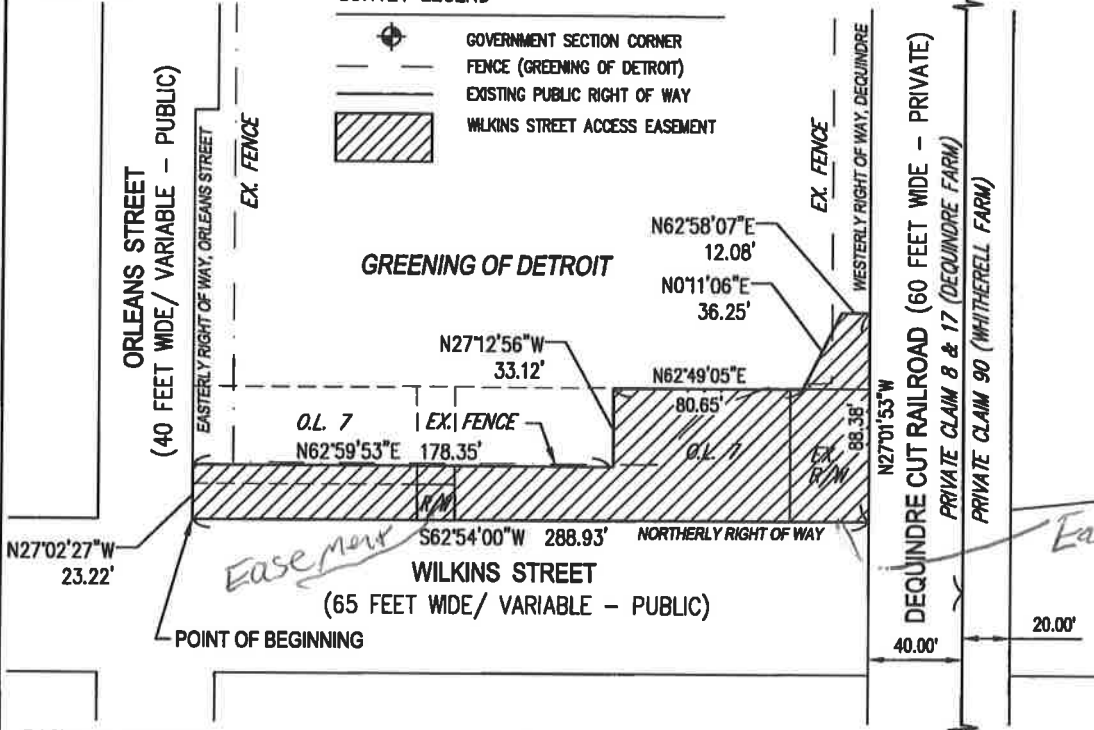 GOVERNMENT SECTION CORNER
FENCE (GREENING OF DETROIT)
EXISTING PUBLIC RIGHT OF WAY
WILKINS STREET ACCESS EASEMENT
ORLEANS STREET
(40 FEET WIDE/ VARIABLE - PUBLIC)
EASTERLY RIGHT OF WAY, ORLEANS STREET
EX. FENCE
GREENING OF DETROIT
EX. FENCE
WESTERLY RIGHT OF WAY, DEQUINDRE
N62°58'07"E
12.08'
N0°11'06"E
36.25'
N27°12'56"W
33.12'
N62°49'05"E
80.65'
O.L. 7
EX. FENCE
N62°59'53"E 178.35'
O.L. 7
EX. R/W
88.38'
N27°01'53"W
R/W
S62°54'00"W 288.93'
NORTHERLY RIGHT OF WAY
N27°02'27"W
23.22'
Easement
WILKINS STREET
(65 FEET WIDE/ VARIABLE - PUBLIC)
POINT OF BEGINNING
DEQUINDRE CUT RAILROAD (60 FEET WIDE - PRIVATE)
PRIVATE CLAIM 8 & 17 (DEQUINDRE FARM)
PRIVATE CLAIM 90 (WHITHERELL FARM)
Ea
40.00'
20.00'